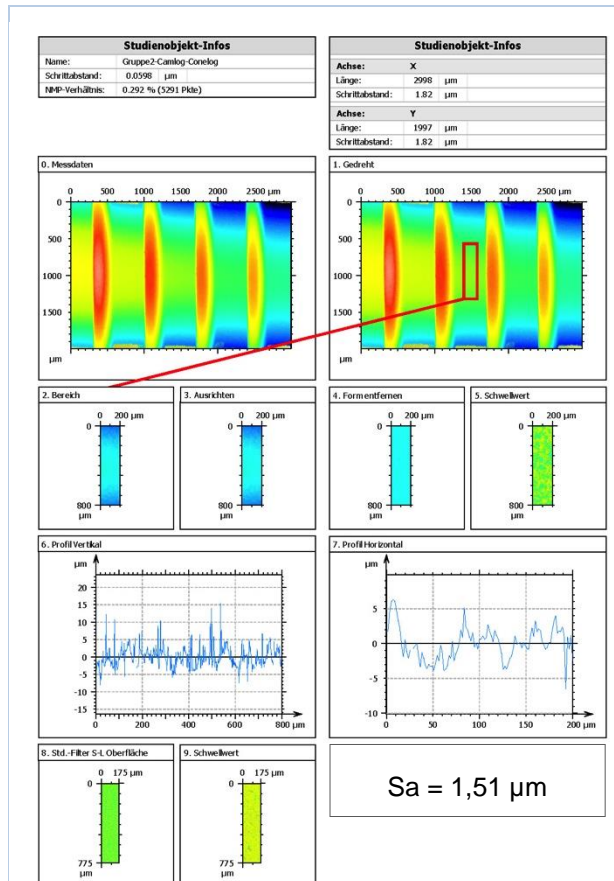 Studienobjekt-Infos
Name: Gruppe2-Camlog-Conelog
Schrittabstand: 0.0598 µm
NMP-Verhältnis: 0.292 % (5291 Pkte)
Studienobjekt-Infos
Achse: X
Länge: 2998 µm
Schrittabstand: 1.82 µm
Achse: Y
Länge: 1997 µm
Schrittabstand: 1.82 µm
0. Messdaten
0 500 1000 1500 2000 2500 µm
0
500
1000
1500
µm
1. Gedreht
0 500 1000 1500 2000 2500 µm
0
500
1000
1500
µm
2. Bereich
0 200 µm
0
800
µm
3. Ausrichten
0 200 µm
0
800
µm
4. Form entfernen
0 200 µm
0
800
µm
5. Schwellwert
0 200 µm
0
800
µm
6. Profil Vertikal
µm
20
15
10
5
0
-5
-10
-15
0 200 400 600 800 µm
7. Profil Horizontal
µm
5
0
-5
-10
0 50 100 150 200 µm
8. Std.-Filter S-L Oberfläche
0 175 µm
0
775
µm
9. Schwellwert
0 175 µm
0
775
µm
Sa = 1,51 µm